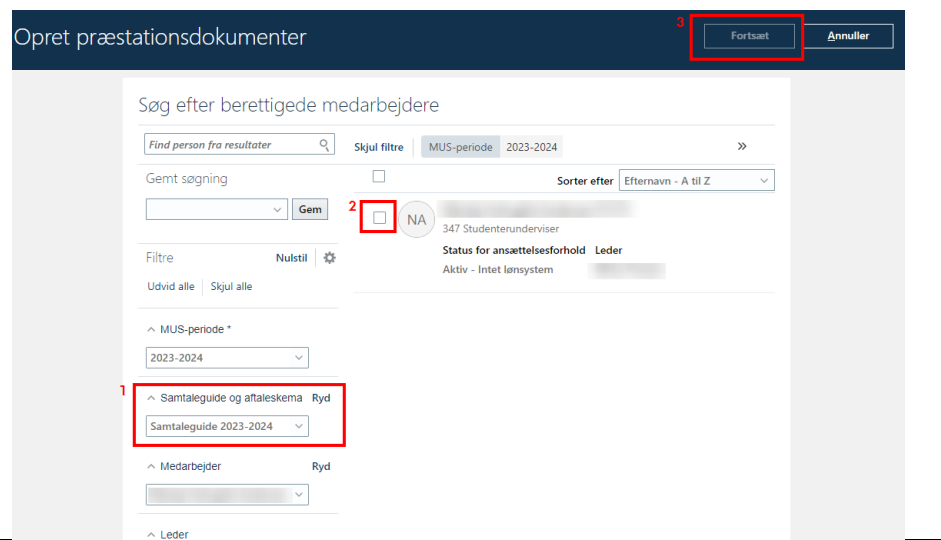 Opret præstationsdokumenter
3
Fortsæt
Annuller
Søg efter berettigede medarbejdere
Find person fra resultater
Skjul filtre
MUS-periode 2023-2024
»
Gemt søgning
Sorter efter
Efternavn - A til Z
Gem
2
NA
347 Studenterunderviser
Status for ansættelsesforhold Leder
Aktiv - Intet lønsystem
Filtre
Nulstil
Udvid alle
Skjul alle
MUS-periode *
2023-2024
1
Samtaleguide og aftaleskema Ryd
Samtaleguide 2023-2024
Medarbejder Ryd
Leder